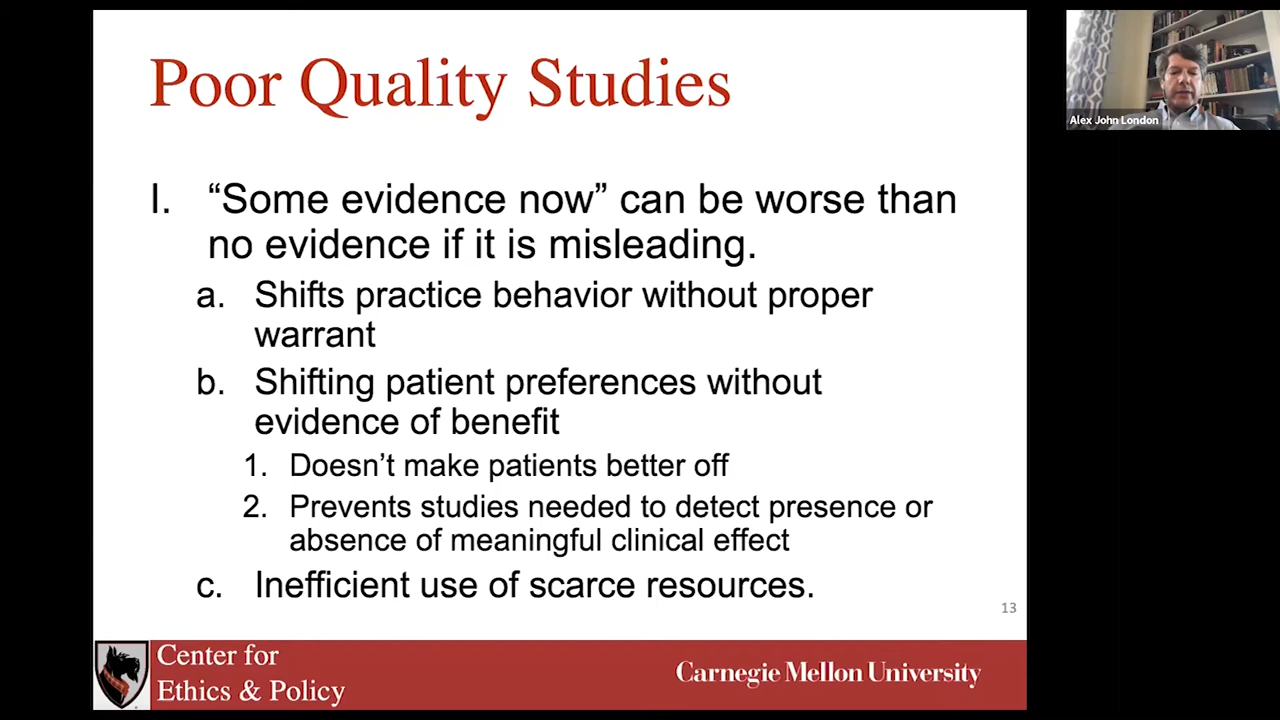 Poor Quality Studies
Alex John London
I. “Some evidence now” can be worse than
no evidence if it is misleading.
a. Shifts practice behavior without proper
warrant
b. Shifting patient preferences without
evidence of benefit
1. Doesn’t make patients better off
2. Prevents studies needed to detect presence or
absence of meaningful clinical effect
c. Inefficient use of scarce resources.
13
Center for
Ethics & Policy
Carnegie Mellon University